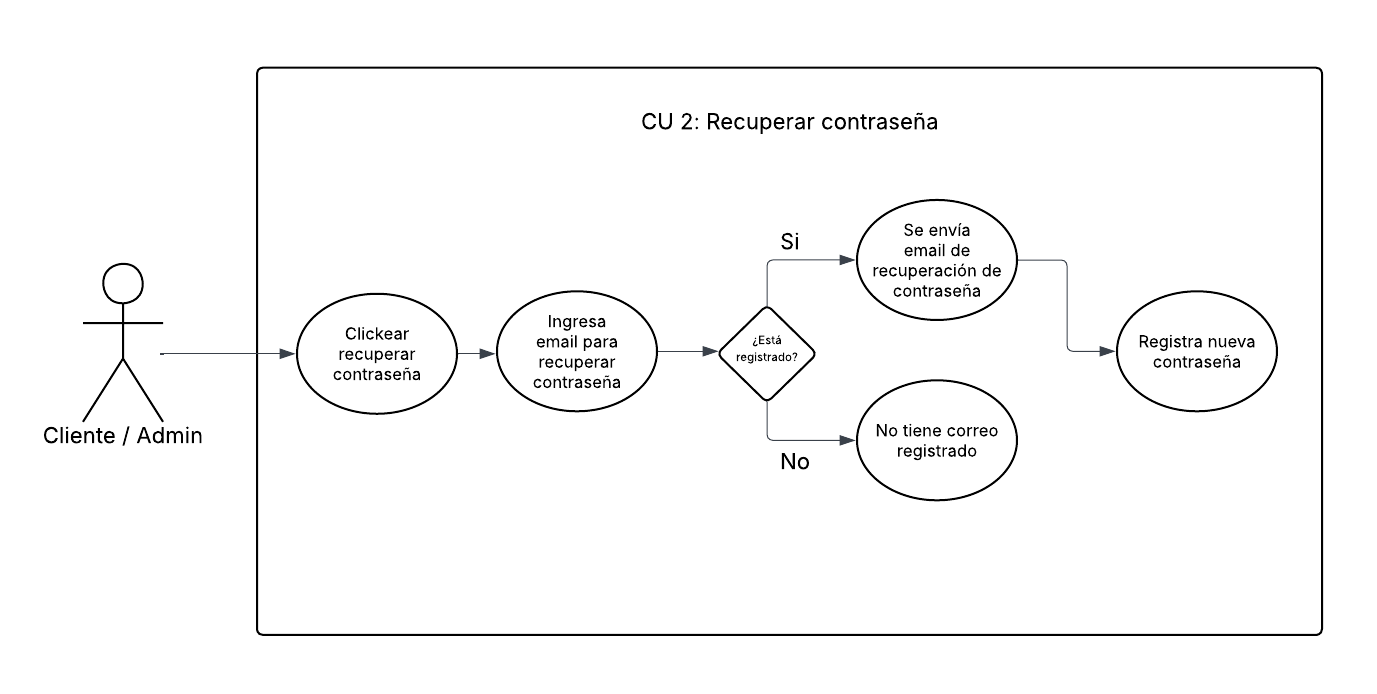 CU 2: Recuperar contraseña
Cliente / Admin
Clickear
recuperar
contraseña
Ingresa
email para
recuperar
contraseña
¿Está
registrado?
Si
Se envía
email de
recuperación de
contraseña
No
No tiene correo
registrado
Registra nueva
contraseña